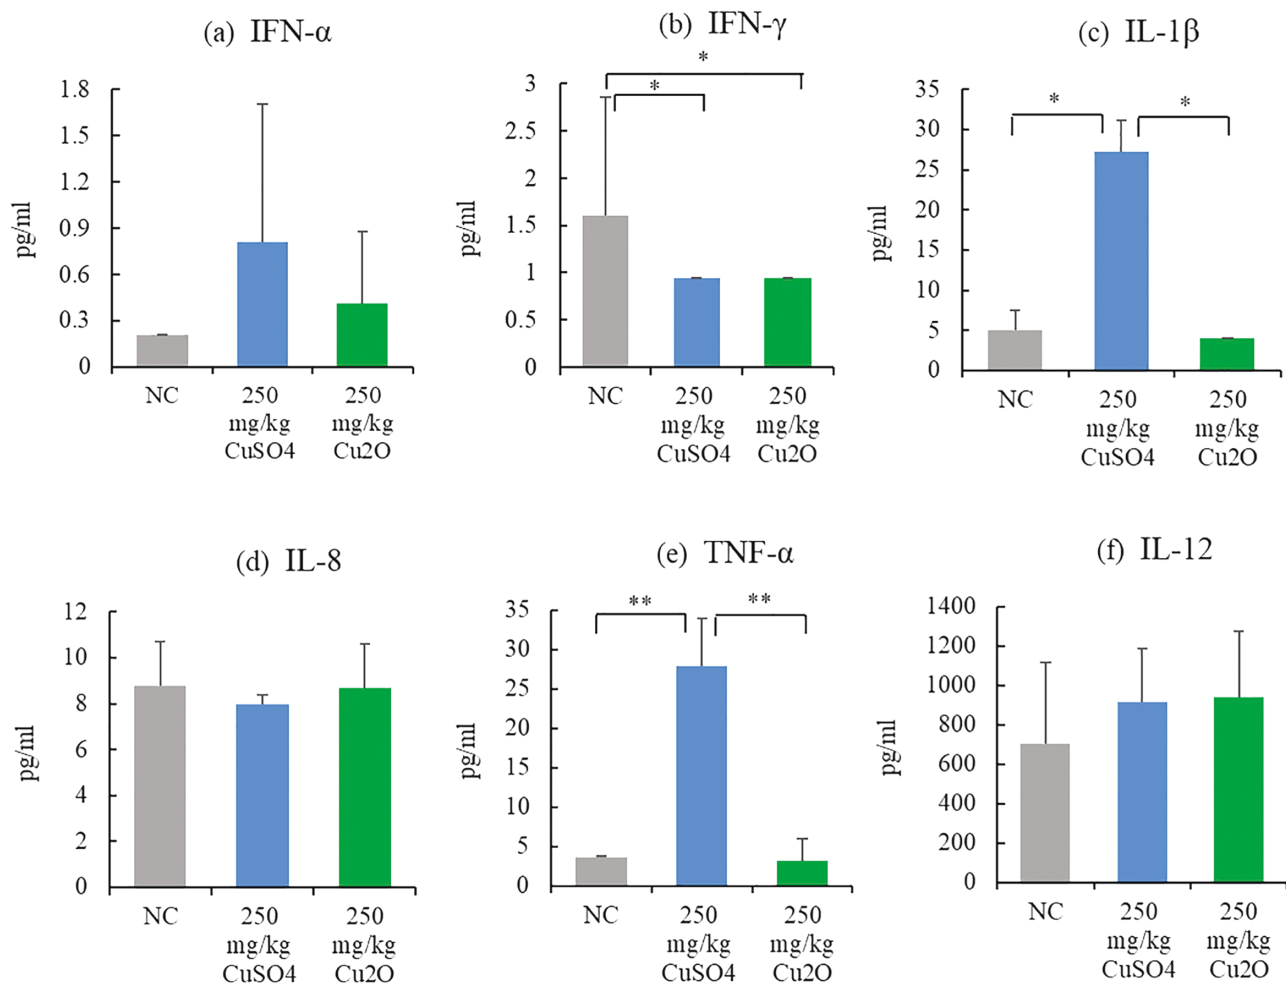 (a) IFN-α
pg/ml
1.8
1.5
1.2
0.9
0.6
0.3
0
NC
250
mg/kg
CuSO4
250
mg/kg
Cu2O
(b) IFN-γ
pg/ml
3
2.5
2
1.5
1
0.5
0
*
*
NC
250
mg/kg
CuSO4
250
mg/kg
Cu2O
(c) IL-1β
pg/ml
35
30
25
20
15
10
5
0
*
*
NC
250
mg/kg
CuSO4
250
mg/kg
Cu2O
(d) IL-8
pg/ml
12
10
8
6
4
2
0
NC
250
mg/kg
CuSO4
250
mg/kg
Cu2O
(e) TNF-α
pg/ml
35
30
25
20
15
10
5
0
**
**
NC
250
mg/kg
CuSO4
250
mg/kg
Cu2O
(f) IL-12
pg/ml
1400
1200
1000
800
600
400
200
0
NC
250
mg/kg
CuSO4
250
mg/kg
Cu2O